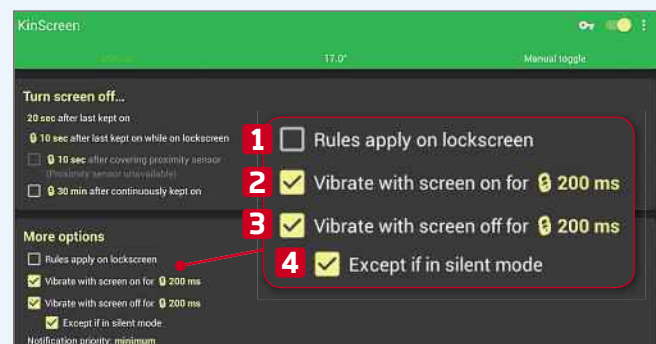 KinScreen
17.0°
Manual toggle
Turn screen off...
20 sec after last kept on
10 sec after last kept on while on lockscreen
10 sec after covering proximity sensor
(Proximity sensor unavailable)
30 min after continuously kept on
More options
Rules apply on lockscreen
Vibrate with screen on for 200 ms
Vibrate with screen off for 200 ms
Except if in silent mode
Notification priority: minimum
1 Rules apply on lockscreen
2 Vibrate with screen on for 200 ms
3 Vibrate with screen off for 200 ms
4 Except if in silent mode